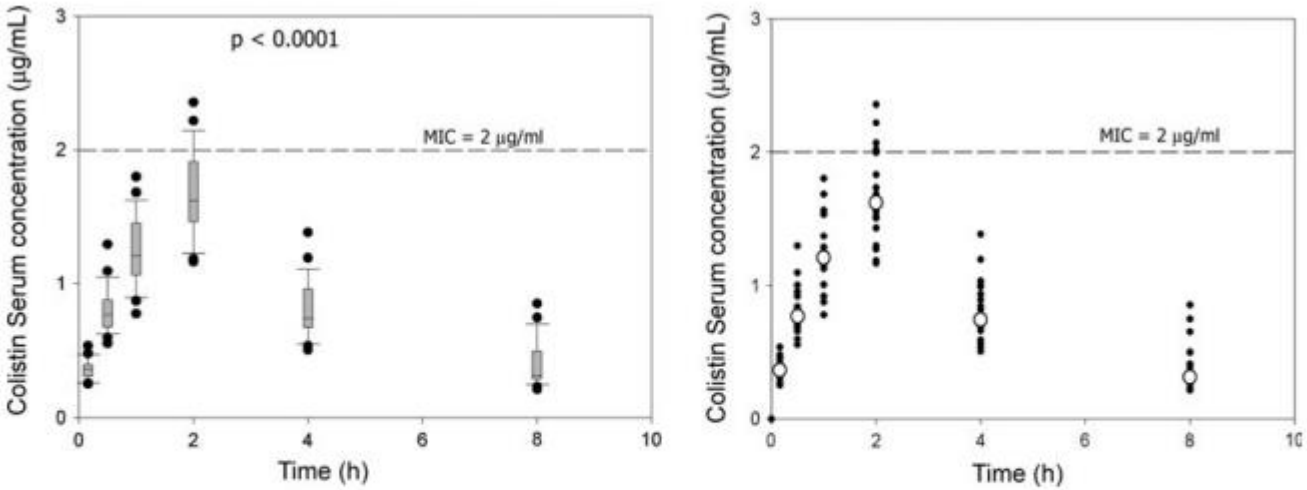 3
p < 0.0001
MIC = 2 μg/ml
2
1
0
Colistin Serum concentration (μg/mL)
0 2 4 6 8 10
Time (h)
3
MIC = 2 μg/ml
2
1
0
Colistin Serum concentration (μg/mL)
0 2 4 6 8 10
Time (h)